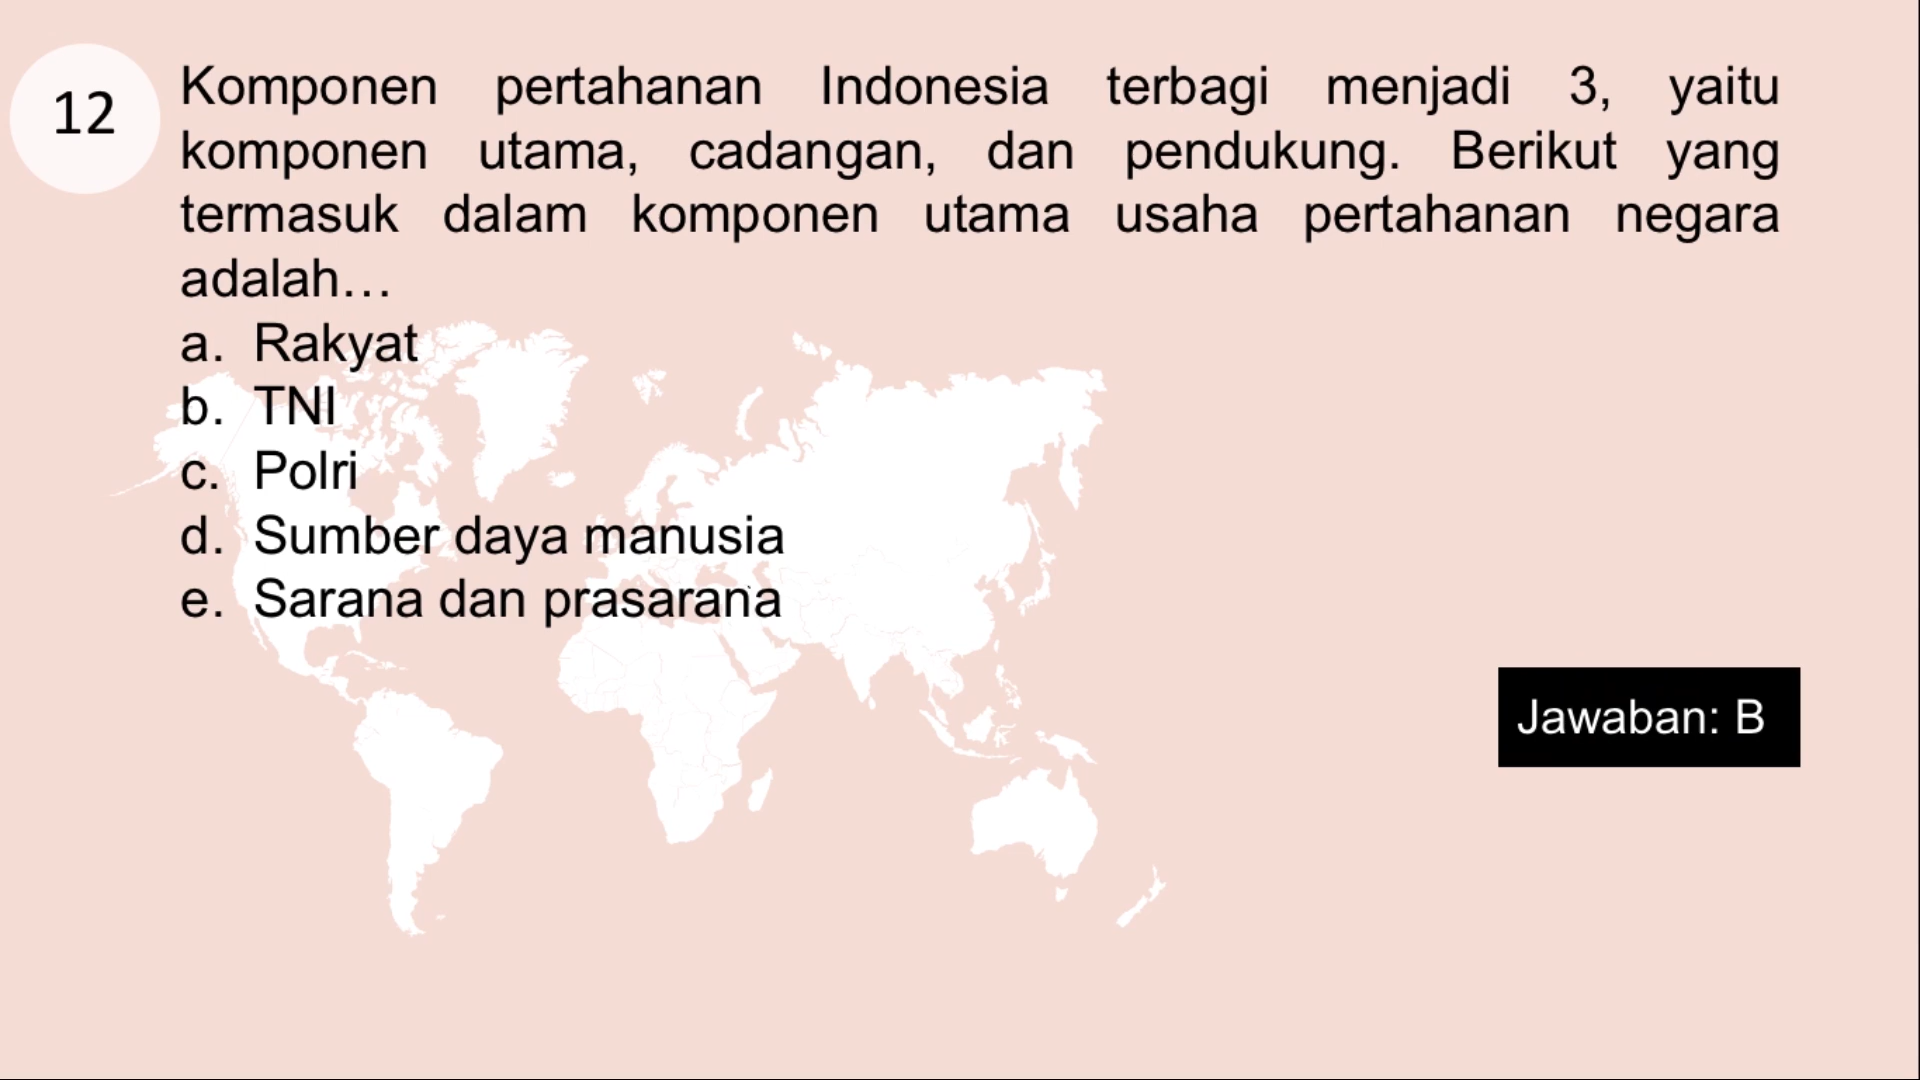 12
Komponen pertahanan Indonesia terbagi menjadi 3, yaitu
komponen utama, cadangan, dan pendukung. Berikut yang
termasuk dalam komponen utama usaha pertahanan negara
adalah…
a. Rakyat
b. TNI
c. Polri
d. Sumber daya manusia
e. Sarana dan prasarana
Jawaban: B